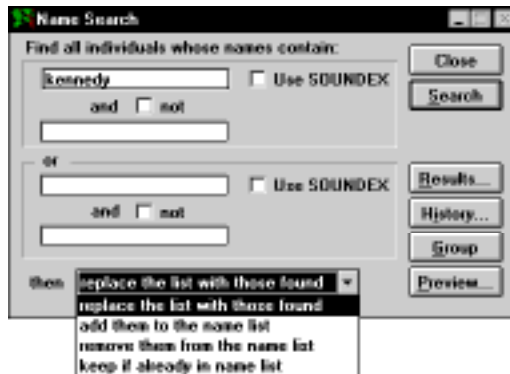 Name Search
Find all individuals whose names contain:
Close
kennedy
Use SOUNDEX
Search
and not
or
Use SOUNDEX
Results...
and not
History...
Group
then replace the list with those found
Preview...
replace the list with those found
add them to the name list
remove them from the name list
keep if already in name list